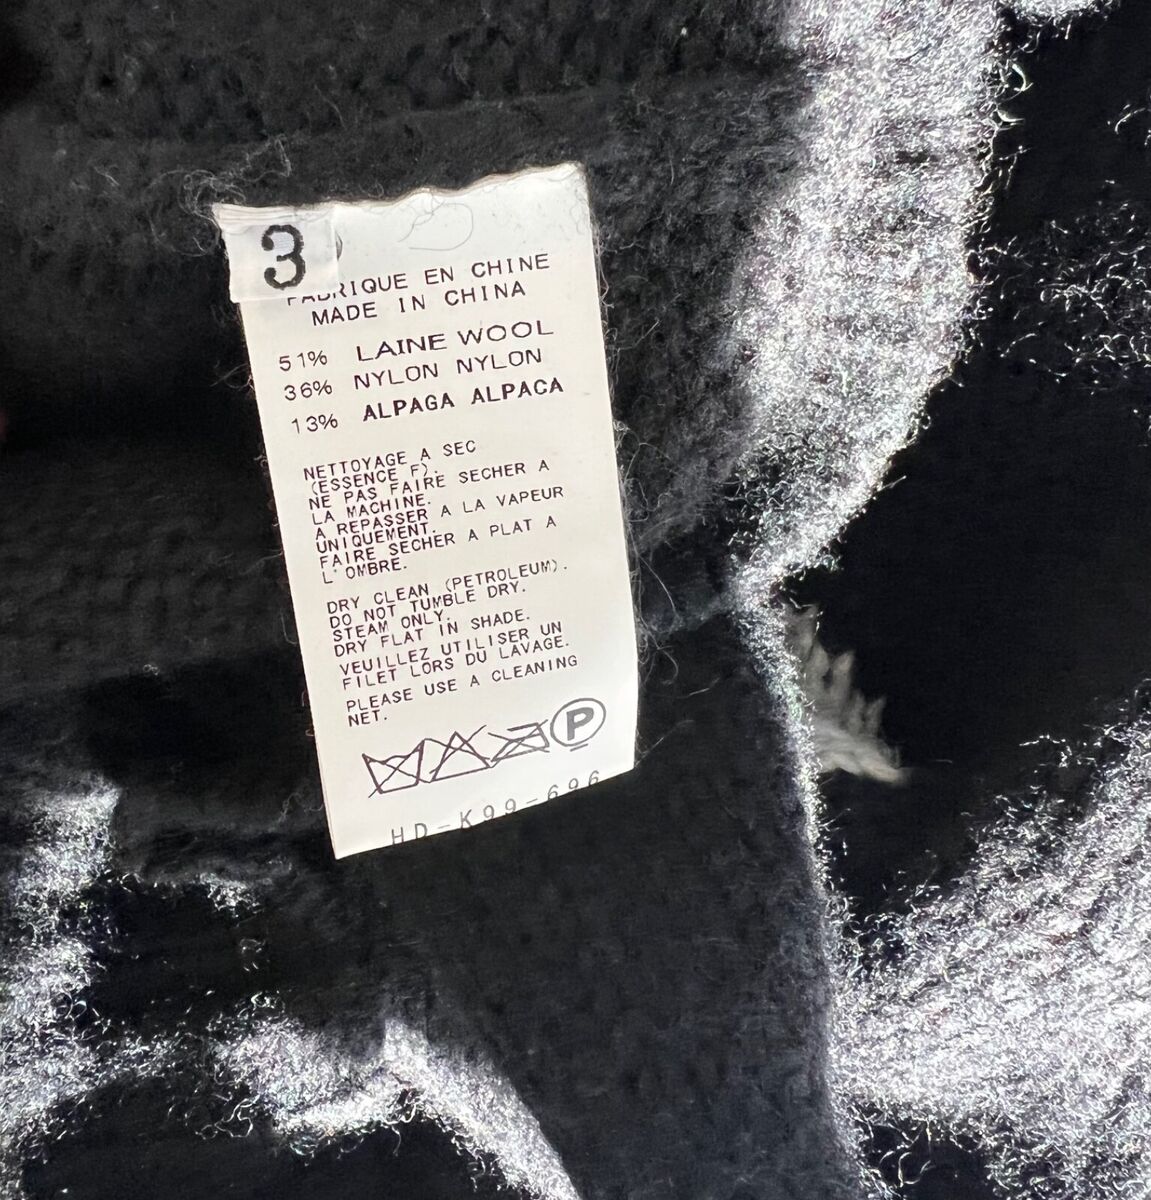 3
FABRIQUE EN CHINE
MADE IN CHINA
51% LAINE WOOL
36% NYLON NYLON
13% ALPAGA ALPACA
NETTOYAGE A SEC
(ESSENCE F).
NE PAS FAIRE SECHER A
LA MACHINE.
A REPASSER A LA VAPEUR
UNIQUEMENT.
FAIRE SECHER A PLAT A
L'OMBRE.
DRY CLEAN (PETROLEUM).
DO NOT TUMBLE DRY.
STEAM ONLY.
DRY FLAT IN SHADE.
VEUILLEZ UTILISER UN
FILET LORS DU LAVAGE.
PLEASE USE A CLEANING
NET.
P
HD-K99-696